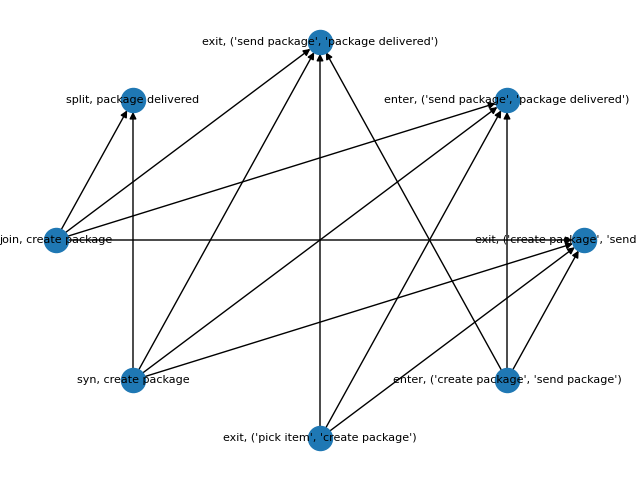 exit, ('send package', 'package delivered')
split, package delivered
enter, ('send package', 'package delivered')
join, create package
exit, ('create package', 'send
syn, create package
enter, ('create package', 'send package')
exit, ('pick item', 'create package')